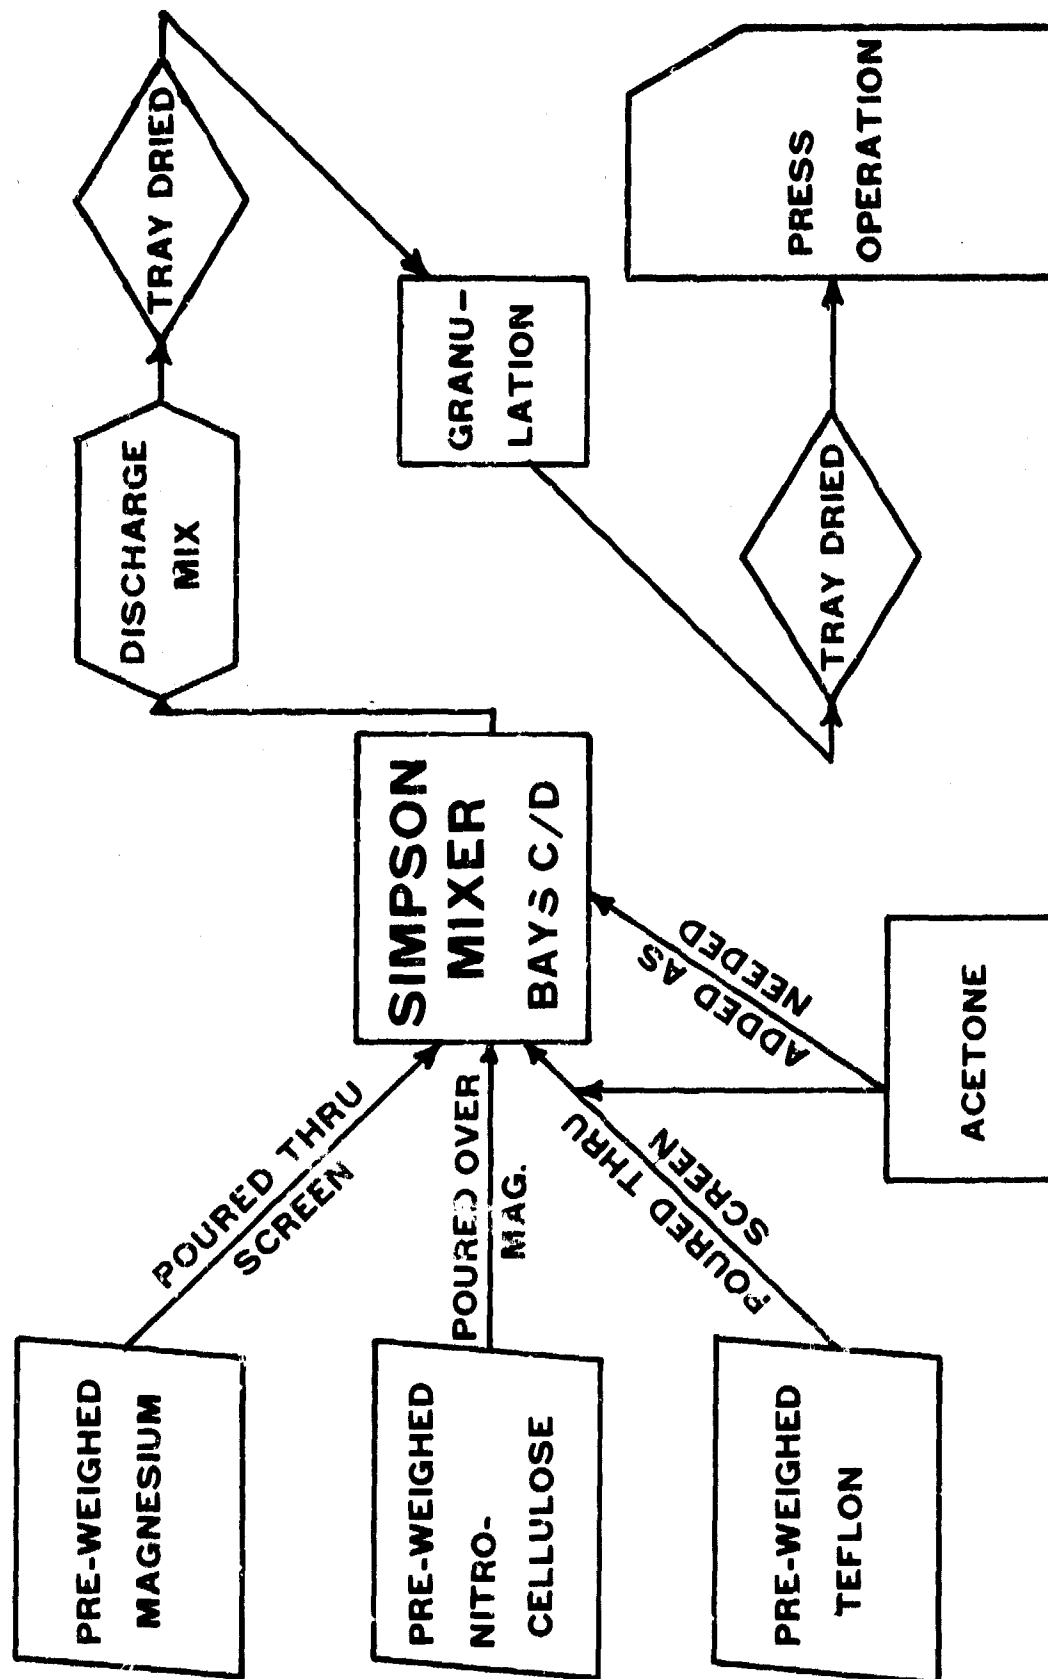 PRE-WEIGHED
MAGNESIUM
POURED THRU
SCREEN
PRE-WEIGHED
NITRO-
CELLULOSE
POURED OVER
MAG.
PRE-WEIGHED
TEFLON
POURED THRU
SCREEN
ACETONE
ADDED AS
NEEDED
SIMPSON
MIXER
BAYS C/D
DISCHARGE
MIX
TRAY DRIED
GRANU-
LATION
TRAY DRIED
PRESS
OPERATION